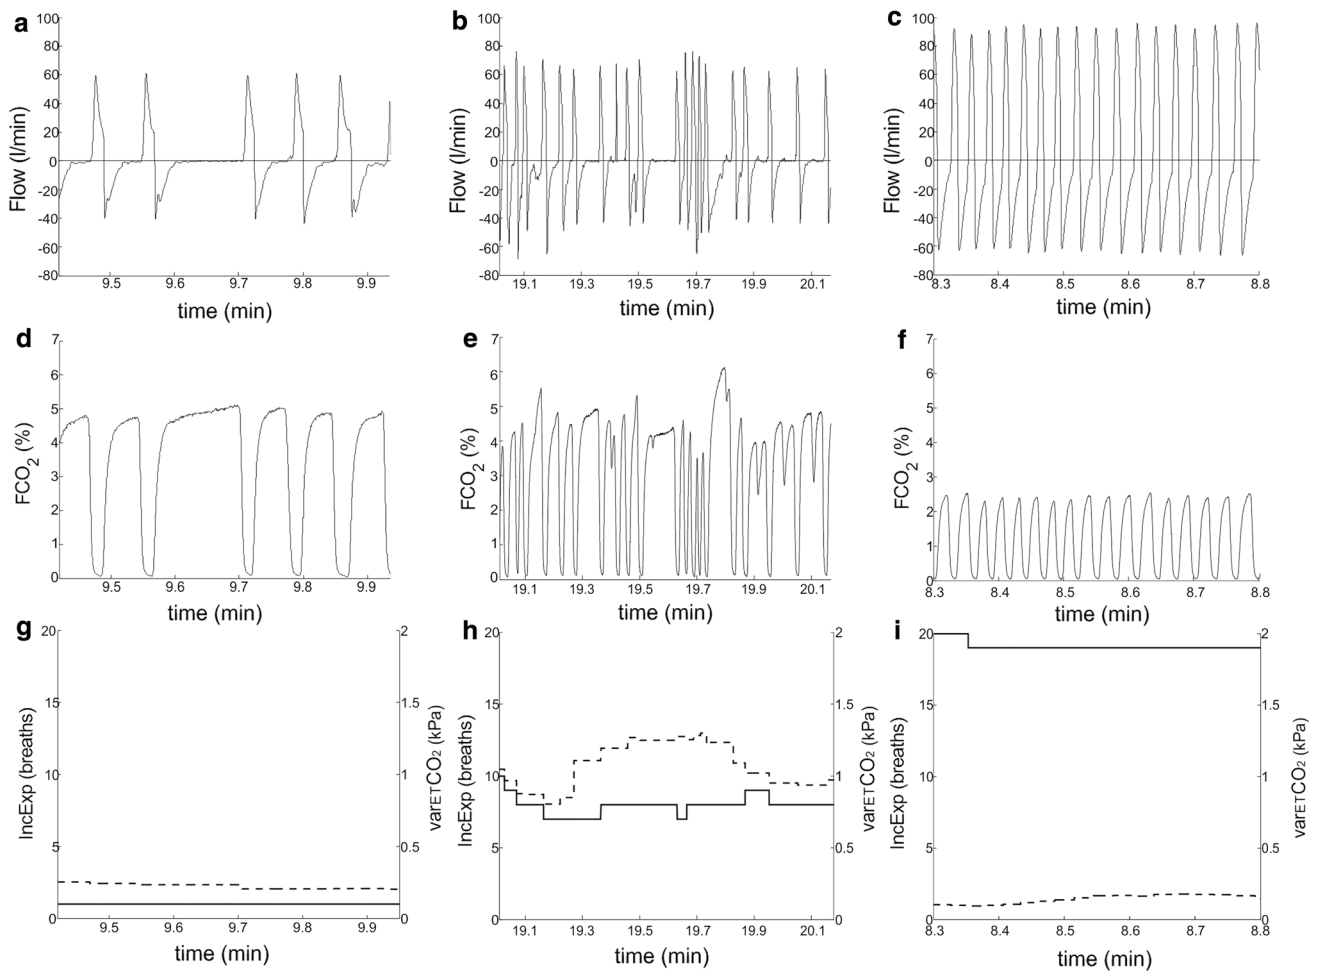 a b c
100 80 60 40 20 0 -20 -40 -60 -80
Flow (l/min)
9.5 9.6 9.7 9.8 9.9
time (min)
100 80 60 40 20 0 -20 -40 -60 -80
Flow (l/min)
19.1 19.3 19.5 19.7 19.9 20.1
time (min)
100 80 60 40 20 0 -20 -40 -60 -80
Flow (l/min)
8.3 8.4 8.5 8.6 8.7 8.8
time (min)
d e f
7 6 5 4 3 2 1 0
FCO2 (%)
9.5 9.6 9.7 9.8 9.9
time (min)
7 6 5 4 3 2 1 0
FCO2 (%)
19.1 19.3 19.5 19.7 19.9 20.1
time (min)
7 6 5 4 3 2 1 0
FCO2 (%)
8.3 8.4 8.5 8.6 8.7 8.8
time (min)
g h i
20 15 10 5 0
IncExp (breaths)
2 1.5 1 0.5 0
varETCO2 (kPa)
9.5 9.6 9.7 9.8 9.9
time (min)
20 15 10 5 0
IncExp (breaths)
2 1.5 1 0.5 0
varETCO2 (kPa)
19.1 19.3 19.5 19.7 19.9 20.1
time (min)
20 15 10 5 0
IncExp (breaths)
2 1.5 1 0.5 0
varETCO2 (kPa)
8.3 8.4 8.5 8.6 8.7 8.8
time (min)